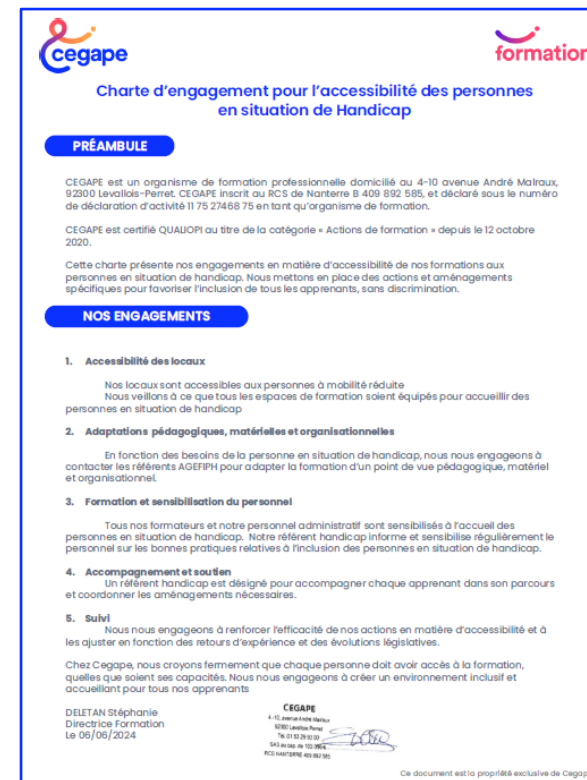 cegape
formation
Charte d'engagement pour l'accessibilité des personnes
en situation de Handicap
PRÉAMBULE
CEGAPE est un organisme de formation professionnelle domicilié au 4-10 avenue André Malraux,
92300 Levallois-Perret. CEGAPE inscrit au RCS de Nanterre B 409 892 585, et déclaré sous le numéro
de déclaration d'activité 11 75 27468 75 en tant qu'organisme de formation.
CEGAPE est certifié QUALIOPI au titre de la catégorie « Actions de formation » depuis le 12 octobre
2020.
Cette charte présente nos engagements en matière d'accessibilité de nos formations aux
personnes en situation de handicap. Nous mettons en place des actions et aménagements
spécifiques pour favoriser l'inclusion de tous les apprenants, sans discrimination.
NOS ENGAGEMENTS
1. Accessibilité des locaux
Nos locaux sont accessibles aux personnes à mobilité réduite
Nous veillons à ce que tous les espaces de formation soient équipés pour accueillir des
personnes en situation de handicap
2. Adaptations pédagogiques, matérielles et organisationnelles
En fonction des besoins de la personne en situation de handicap, nous nous engageons à
contacter les référents AGEFIPH pour adapter la formation d'un point de vue pédagogique, matériel
et organisationnel.
3. Formation et sensibilisation du personnel
Tous nos formateurs et notre personnel administratif sont sensibilisés à l'accueil des
personnes en situation de handicap. Notre référent handicap informe et sensibilise régulièrement le
personnel sur les bonnes pratiques relatives à l'inclusion des personnes en situation de handicap.
4. Accompagnement et soutien
Un référent handicap est désigné pour accompagner chaque apprenant dans son parcours
et coordonner les aménagements nécessaires.
5. Suivi
Nous nous engageons à renforcer l'efficacité de nos actions en matière d'accessibilité et à
les ajuster en fonction des retours d'expérience et des évolutions législatives.
Chez Cegape, nous croyons fermement que chaque personne doit avoir accès à la formation,
quelles que soient ses capacités. Nous nous engageons à créer un environnement inclusif et
accueillant pour tous nos apprenants
DELETAN Stéphanie
Directrice Formation
Le 06/06/2024
CEGAPE
4 -10, avenue André Malraux
92300 Levallois Perret
Tél. 01 53 29 93 00
SAS au cap. de
RCS NANTERRE 409 892 585
Ce document est la propriété exclusive de Cegap